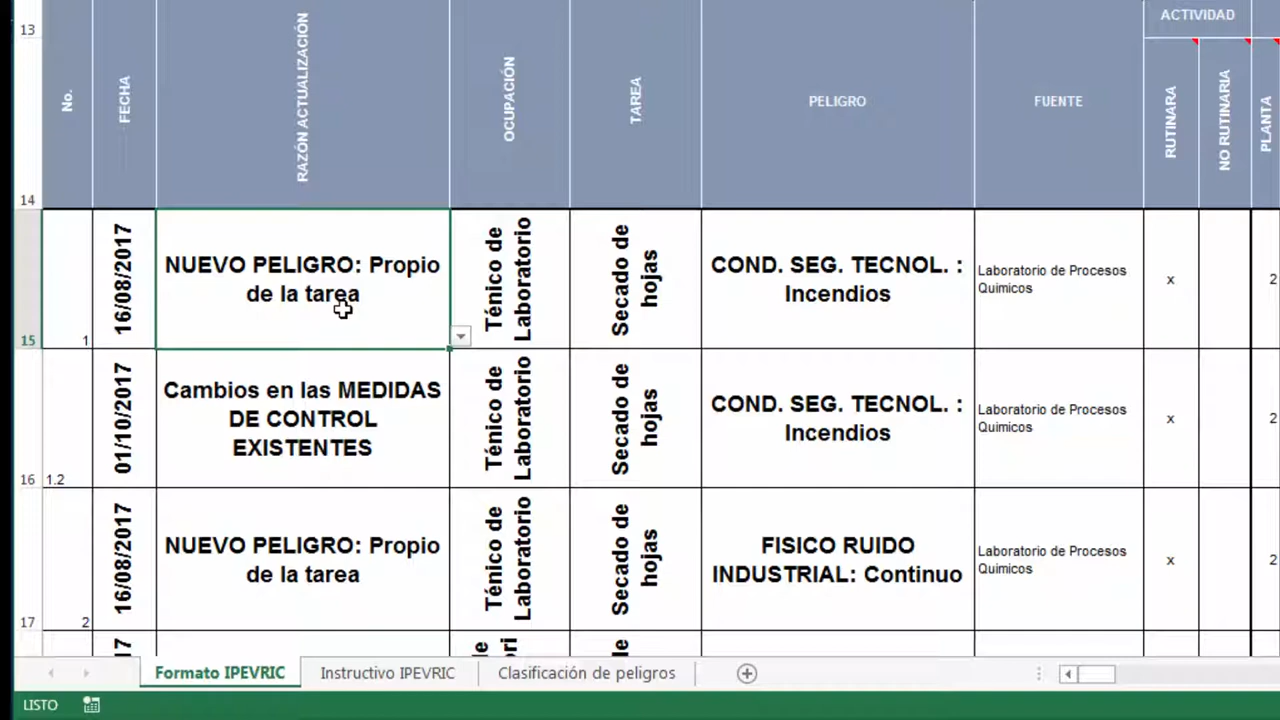 13
14
No.
FECHA
RAZÓN ACTUALIZACIÓN
OCUPACIÓN
TAREA
PELIGRO
FUENTE
ACTIVIDAD
RUTINARA
NO RUTINARIA
PLANTA
15
1
16/08/2017
NUEVO PELIGRO: Propio
de la tarea
Ténico de
Laboratorio
Secado de
hojas
COND. SEG. TECNOL. :
Incendios
Laboratorio de Procesos
Quimicos
x
2
16
1.2
01/10/2017
Cambios en las MEDIDAS
DE CONTROL
EXISTENTES
Ténico de
Laboratorio
Secado de
hojas
COND. SEG. TECNOL. :
Incendios
Laboratorio de Procesos
Quimicos
x
2
17
2
16/08/2017
NUEVO PELIGRO: Propio
de la tarea
Ténico de
Laboratorio
Secado de
hojas
FISICO RUIDO
INDUSTRIAL: Continuo
Laboratorio de Procesos
Quimicos
x
2
Formato IPEVRIC
Instructivo IPEVRIC
Clasificación de peligros
LISTO